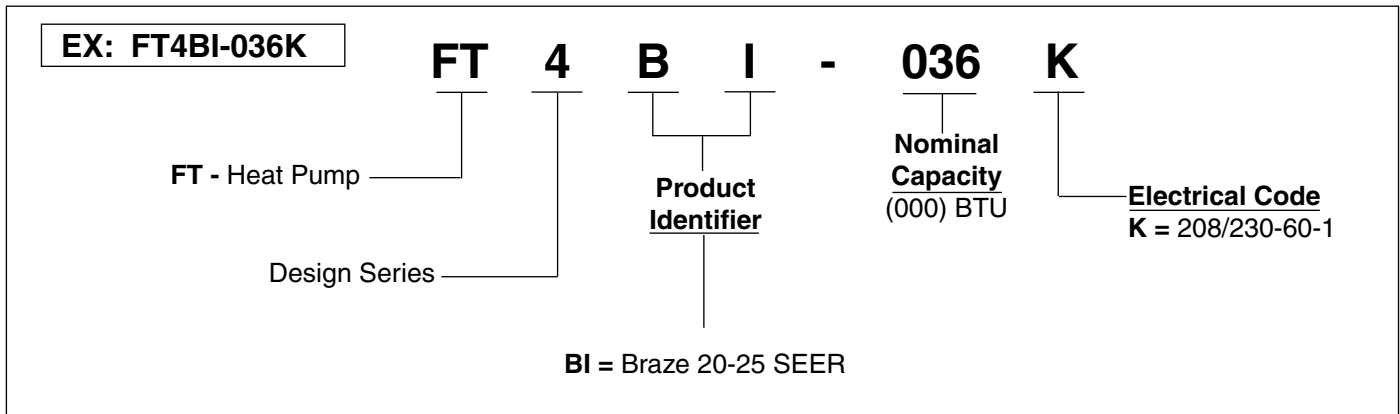 EX: FT4BI-036K
FT 4 B I - 036 K
FT - Heat Pump
Design Series
Product
Identifier
BI = Braze 20-25 SEER
Nominal
Capacity
(000) BTU
Electrical Code
K = 208/230-60-1